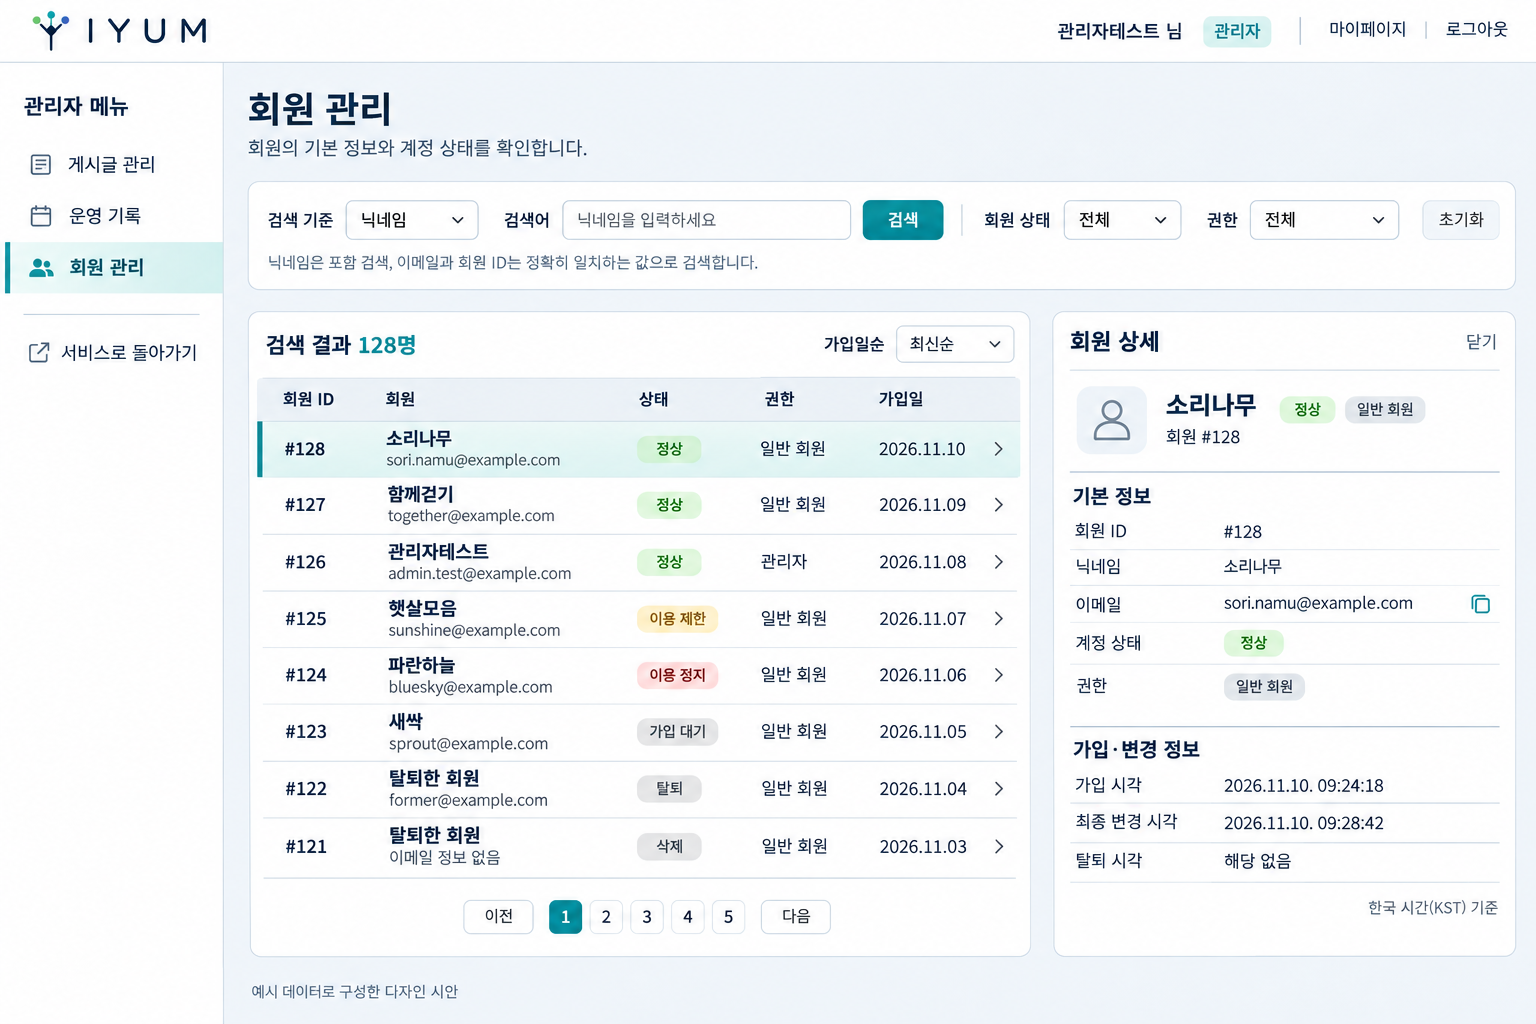 IYUM
관리자테스트 님 관리자 마이페이지 로그아웃
관리자 메뉴
게시글 관리
운영 기록
회원 관리
서비스로 돌아가기
회원 관리
회원의 기본 정보와 계정 상태를 확인합니다.
검색 기준 닉네임 검색어 닉네임을 입력하세요 검색 회원 상태 전체 권한 전체 초기화
닉네임은 포함 검색, 이메일과 회원 ID는 정확히 일치하는 값으로 검색합니다.
검색 결과 128명 가입일순 최신순
회원 ID 회원 상태 권한 가입일
#128 소리나무 정상 일반 회원 2026.11.10
sori.namu@example.com
#127 함께걷기 정상 일반 회원 2026.11.09
together@example.com
#126 관리자테스트 정상 관리자 2026.11.08
admin.test@example.com
#125 햇살모음 이용 제한 일반 회원 2026.11.07
sunshine@example.com
#124 파란하늘 이용 정지 일반 회원 2026.11.06
bluesky@example.com
#123 새싹 가입 대기 일반 회원 2026.11.05
sprout@example.com
#122 탈퇴한 회원 탈퇴 일반 회원 2026.11.04
former@example.com
#121 탈퇴한 회원 삭제 일반 회원 2026.11.03
이메일 정보 없음
이전 1 2 3 4 5 다음
회원 상세 닫기
소리나무 정상 일반 회원
회원 #128
기본 정보
회원 ID #128
닉네임 소리나무
이메일 sori.namu@example.com
계정 상태 정상
권한 일반 회원
가입·변경 정보
가입 시각 2026.11.10. 09:24:18
최종 변경 시각 2026.11.10. 09:28:42
탈퇴 시각 해당 없음
한국 시간(KST) 기준
예시 데이터로 구성한 디자인 시안